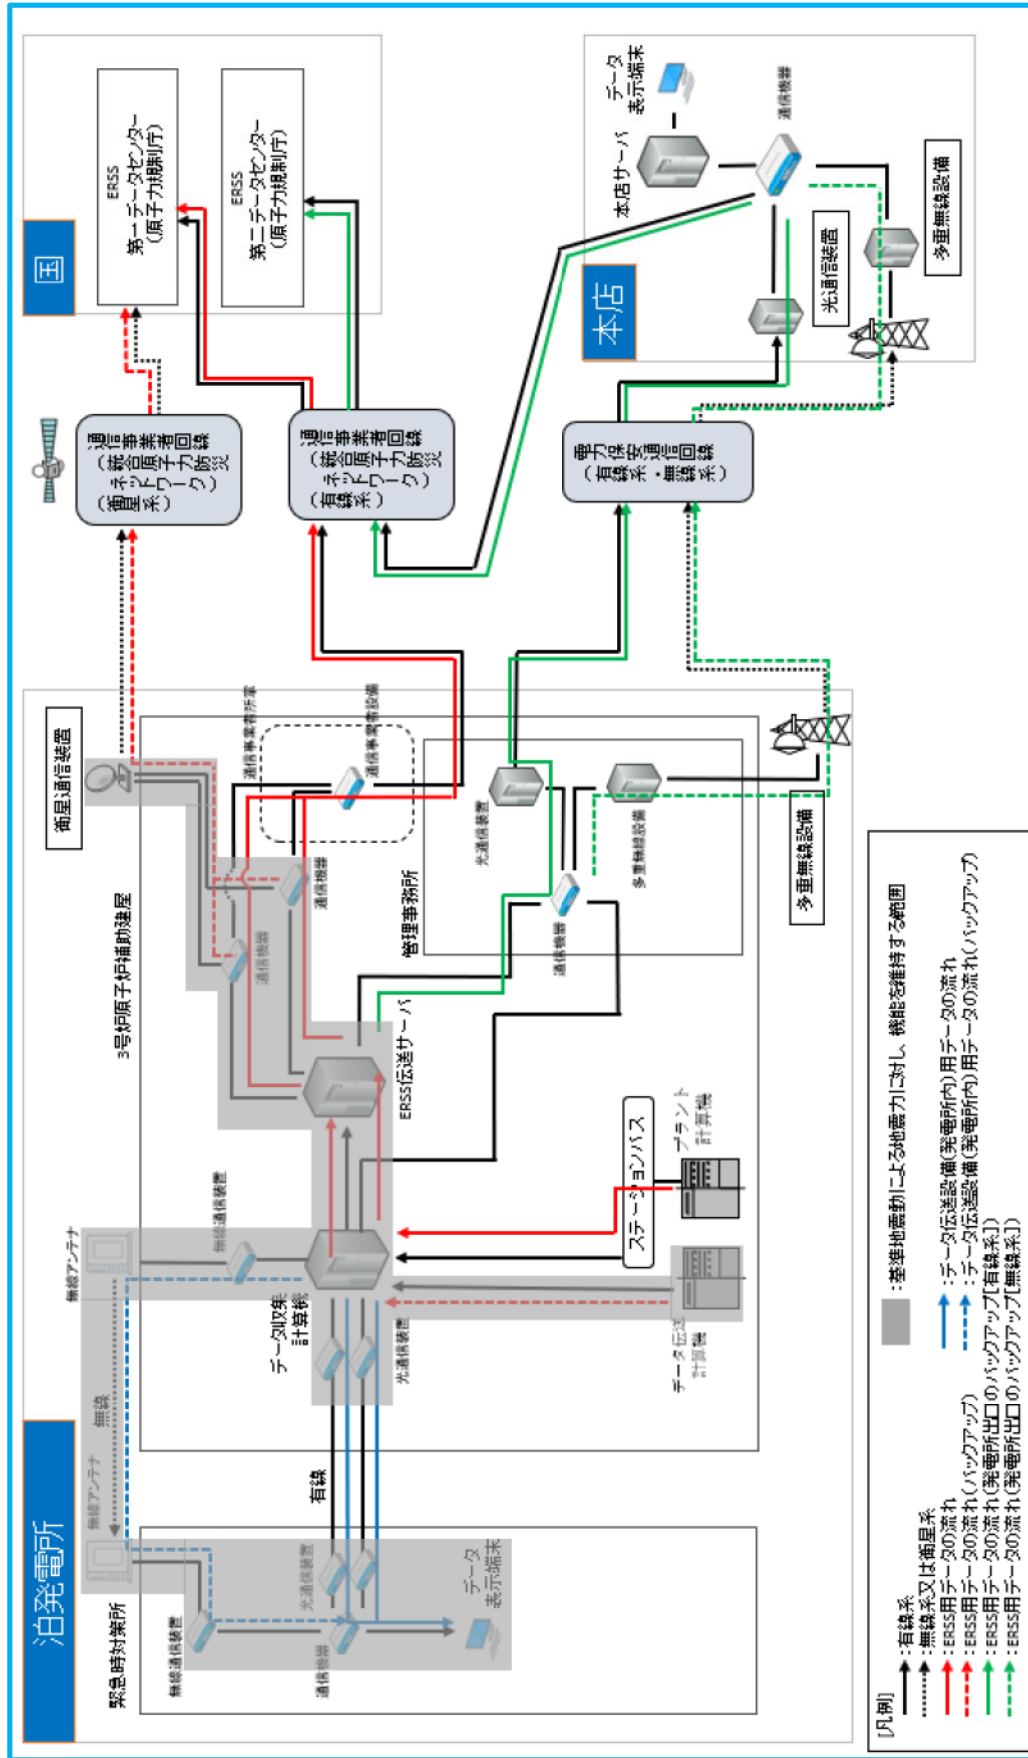 泊発電所
緊急時対策所
無線アンテナ
無線通信装置
通信機器
光通信装置
データ
表示端末
無線
有線
3号炉原子炉補助建屋
無線アンテナ
無線通信装置
データ収集
計算機
光通信装置
データ伝送
計算機
プラント
計算機
ステーションバス
ERSS伝送サーバ
通信機器
通信機器
衛星通信装置
通信事業者所掌
通信事業者設備
管理事務所
通信機器
光通信装置
多重無線設備
多重無線設備
通信事業者回線
(統合原子力防災
ネットワーク)
(衛星系)
通信事業者回線
(統合原子力防災
ネットワーク)
(有線系)
電力保安通信回線
(有線系・無線系)
国
ERSS
第一データセンター
(原子力規制庁)
ERSS
第二データセンター
(原子力規制庁)
本店
本店サーバ
データ
表示端末
通信機器
光通信装置
多重無線設備
[凡例]
:有線系
:無線系又は衛星系
:ERSS用データの流れ
:ERSS用データの流れ(バックアップ)
:ERSS用データの流れ(発電所出口のバックアップ[有線系])
:ERSS用データの流れ(発電所出口のバックアップ[無線系])
:基準地震動による地震力に対し、機能を維持する範囲
:データ伝送設備(発電所内)用データの流れ
:データ伝送設備(発電所内)用データの流れ(バックアップ)